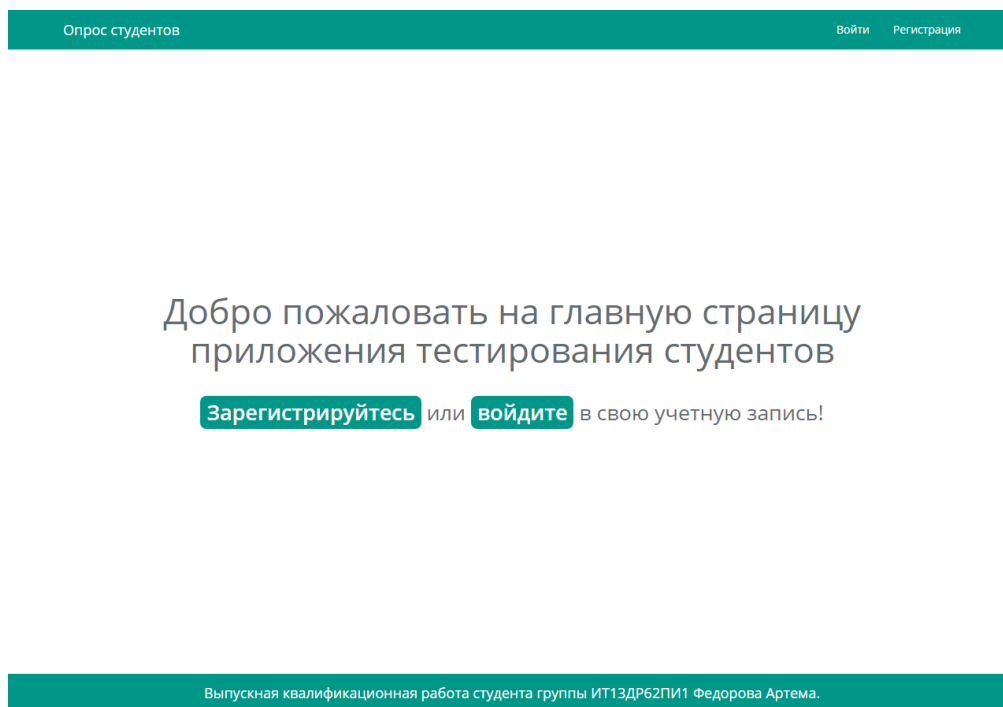 Опрос студентов
Войти Регистрация
Добро пожаловать на главную страницу
приложения тестирования студентов
Зарегистрируйтесь или войдите в свою учетную запись!
Выпускная квалификационная работа студента группы ИТ13ДР62ПИ1 Федорова Артема.